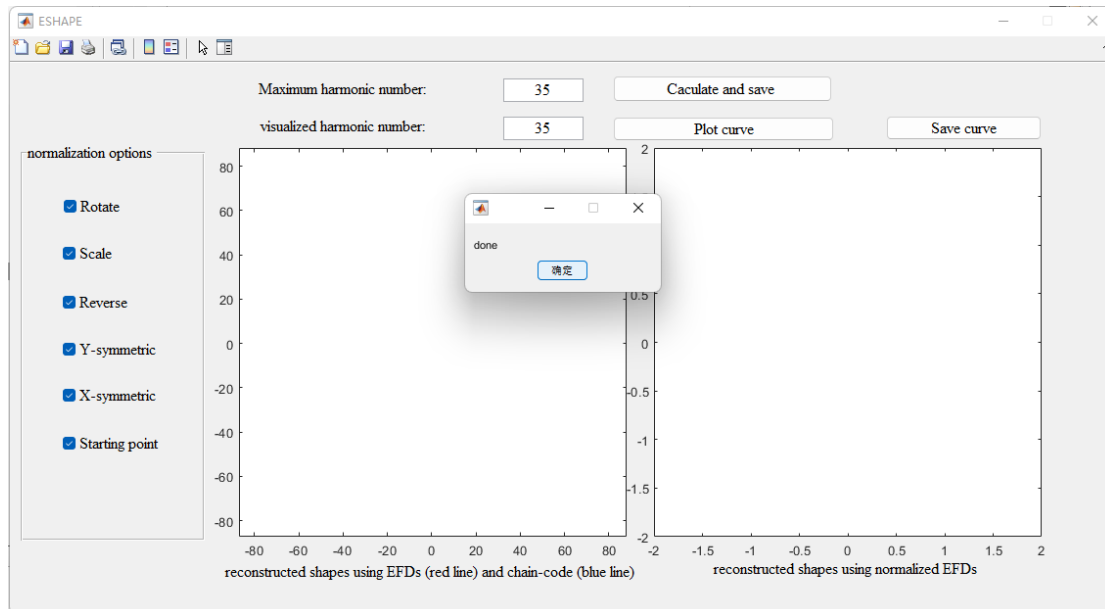 ESHAPE
Maximum harmonic number: 35 Caculate and save
visualized harmonic number: 35 Plot curve Save curve
normalization options
Rotate
Scale
Reverse
Y-symmetric
X-symmetric
Starting point
80
60
40
20
0
-20
-40
-60
-80
-80 -60 -40 -20 0 20 40 60 80
reconstructed shapes using EFDs (red line) and chain-code (blue line)
done
确定
2
0.5
0
-0.5
-1
-1.5
-2
-2 -1.5 -1 -0.5 0 0.5 1 1.5 2
reconstructed shapes using normalized EFDs